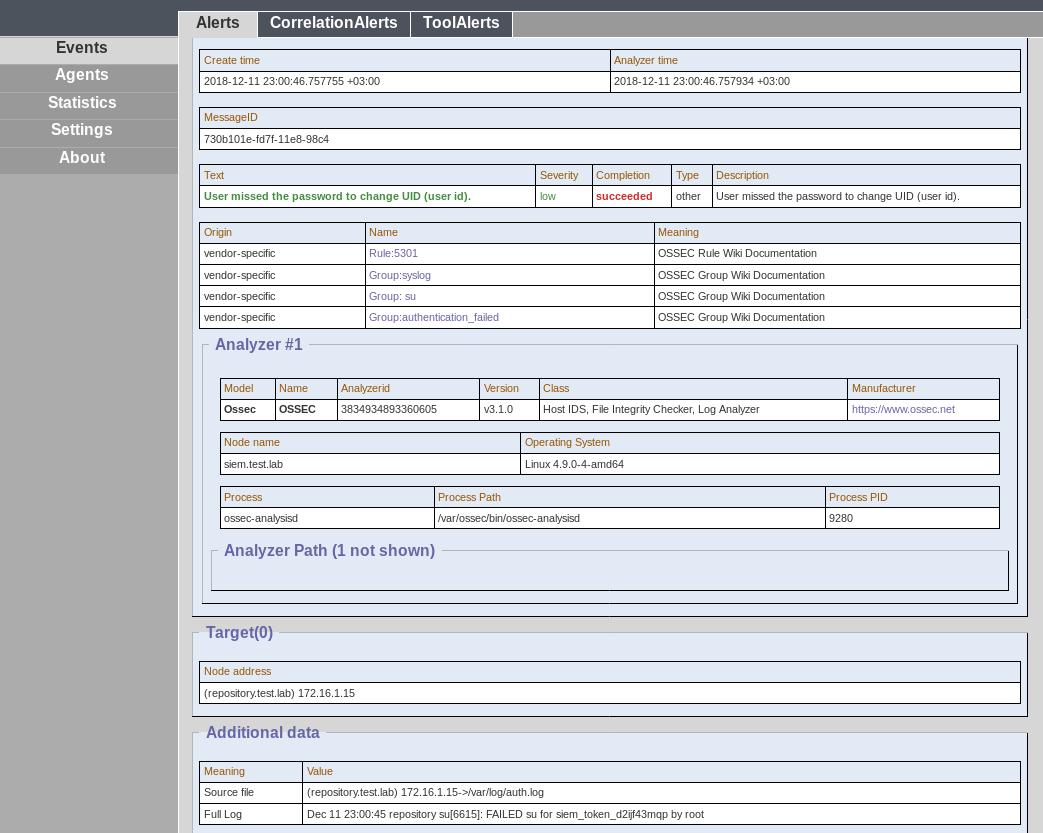 Alerts CorrelationAlerts ToolAlerts
Events
Agents
Statistics
Settings
About
Create time Analyzer time
2018-12-11 23:00:46.757755 +03:00 2018-12-11 23:00:46.757934 +03:00
MessageID
730b101e-fd7f-11e8-98c4
Text Severity Completion Type Description
User missed the password to change UID (user id). low succeeded other User missed the password to change UID (user id).
Origin Name Meaning
vendor-specific Rule:5301 OSSEC Rule Wiki Documentation
vendor-specific Group:syslog OSSEC Group Wiki Documentation
vendor-specific Group: su OSSEC Group Wiki Documentation
vendor-specific Group:authentication_failed OSSEC Group Wiki Documentation
Analyzer #1
Model Name Analyzerid Version Class Manufacturer
Ossec OSSEC 3834934893360605 v3.1.0 Host IDS, File Integrity Checker, Log Analyzer https://www.ossec.net
Node name Operating System
siem.test.lab Linux 4.9.0-4-amd64
Process Process Path Process PID
ossec-analysisd /var/ossec/bin/ossec-analysisd 9280
Analyzer Path (1 not shown)
Target(0)
Node address
(repository.test.lab) 172.16.1.15
Additional data
Meaning Value
Source file (repository.test.lab) 172.16.1.15->/var/log/auth.log
Full Log Dec 11 23:00:45 repository su[6615]: FAILED su for siem_token_d2ijf43mqp by root